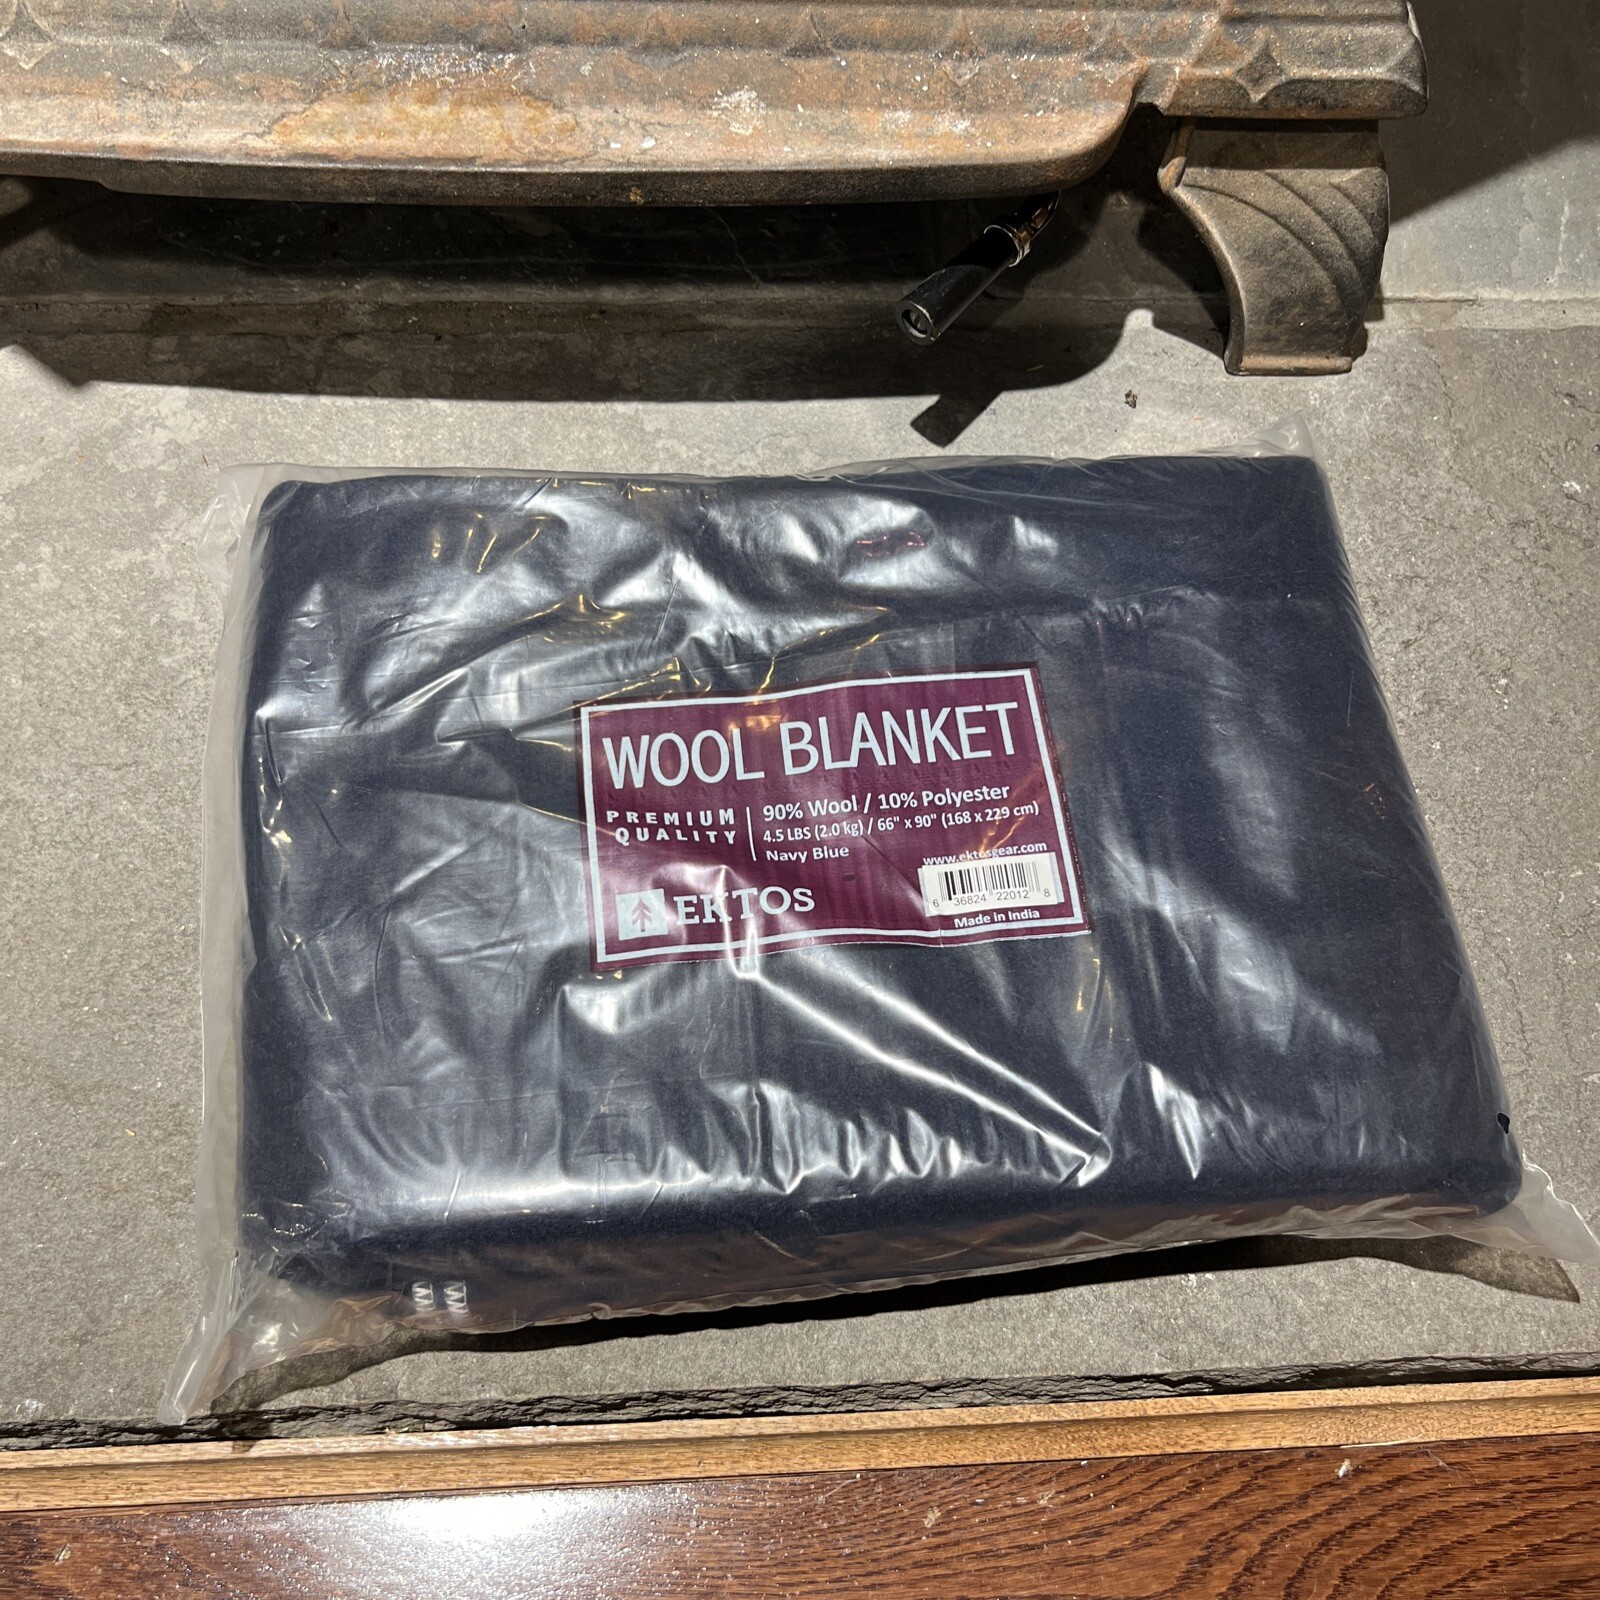 WOOL BLANKET
PREMIUM
QUALITY
90% Wool / 10% Polyester
4.5 LBS (2.0 kg) / 66" x 90" (168 x 229 cm)
Navy Blue
www.ektosgear.com
6 36824 22012 8
EKTOS
Made in India